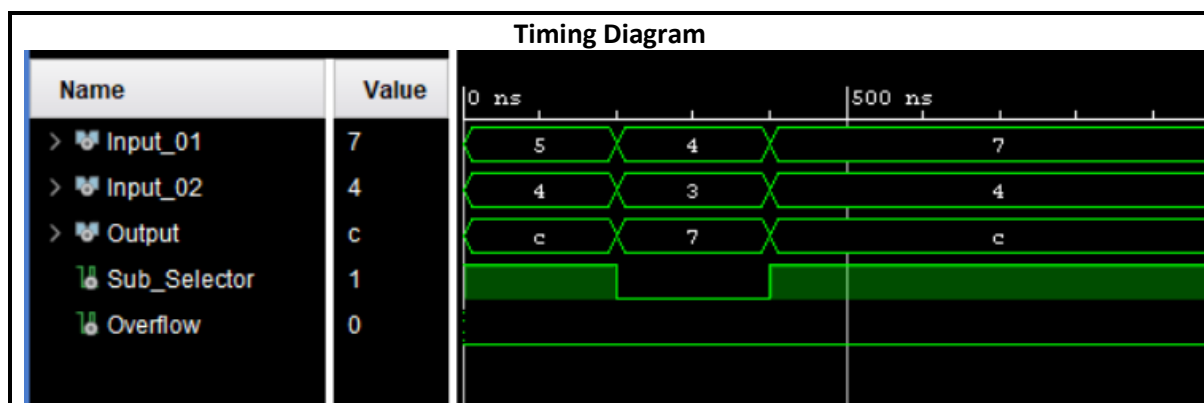 Timing Diagram
Name Value 0 ns 500 ns
Input_01 7 5 4 7
Input_02 4 4 3 4
Output c c 7 c
Sub_Selector 1
Overflow 0